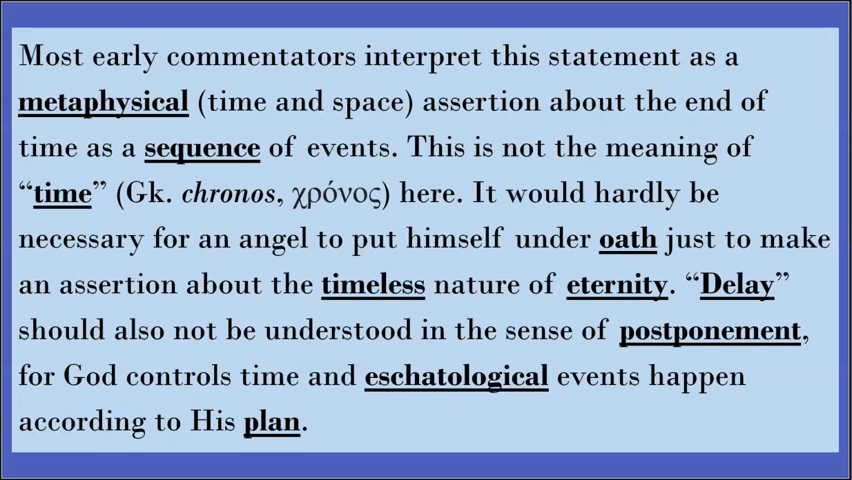 Most early commentators interpret this statement as a
metaphysical (time and space) assertion about the end of
time as a sequence of events. This is not the meaning of
“time” (Gk. chronos, χρόνος) here. It would hardly be
necessary for an angel to put himself under oath just to make
an assertion about the timeless nature of eternity. “Delay”
should also not be understood in the sense of postponement,
for God controls time and eschatological events happen
according to His plan.